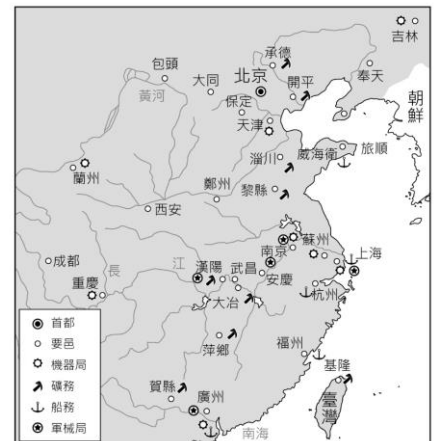 吉林
承德
包頭
北京
奉天
大同
開平
黃河
保定
朝鮮
天津
旅順
淄川
威海衛
蘭州
鄭州
黎縣
西安
蘇州
上海
南京
成都
長
江
漢陽
武昌
安慶
重慶
杭州
大冶
福州
萍鄉
基隆
賀縣
廣州
臺灣
南海
首都
要邑
機器局
礦務
船務
軍械局